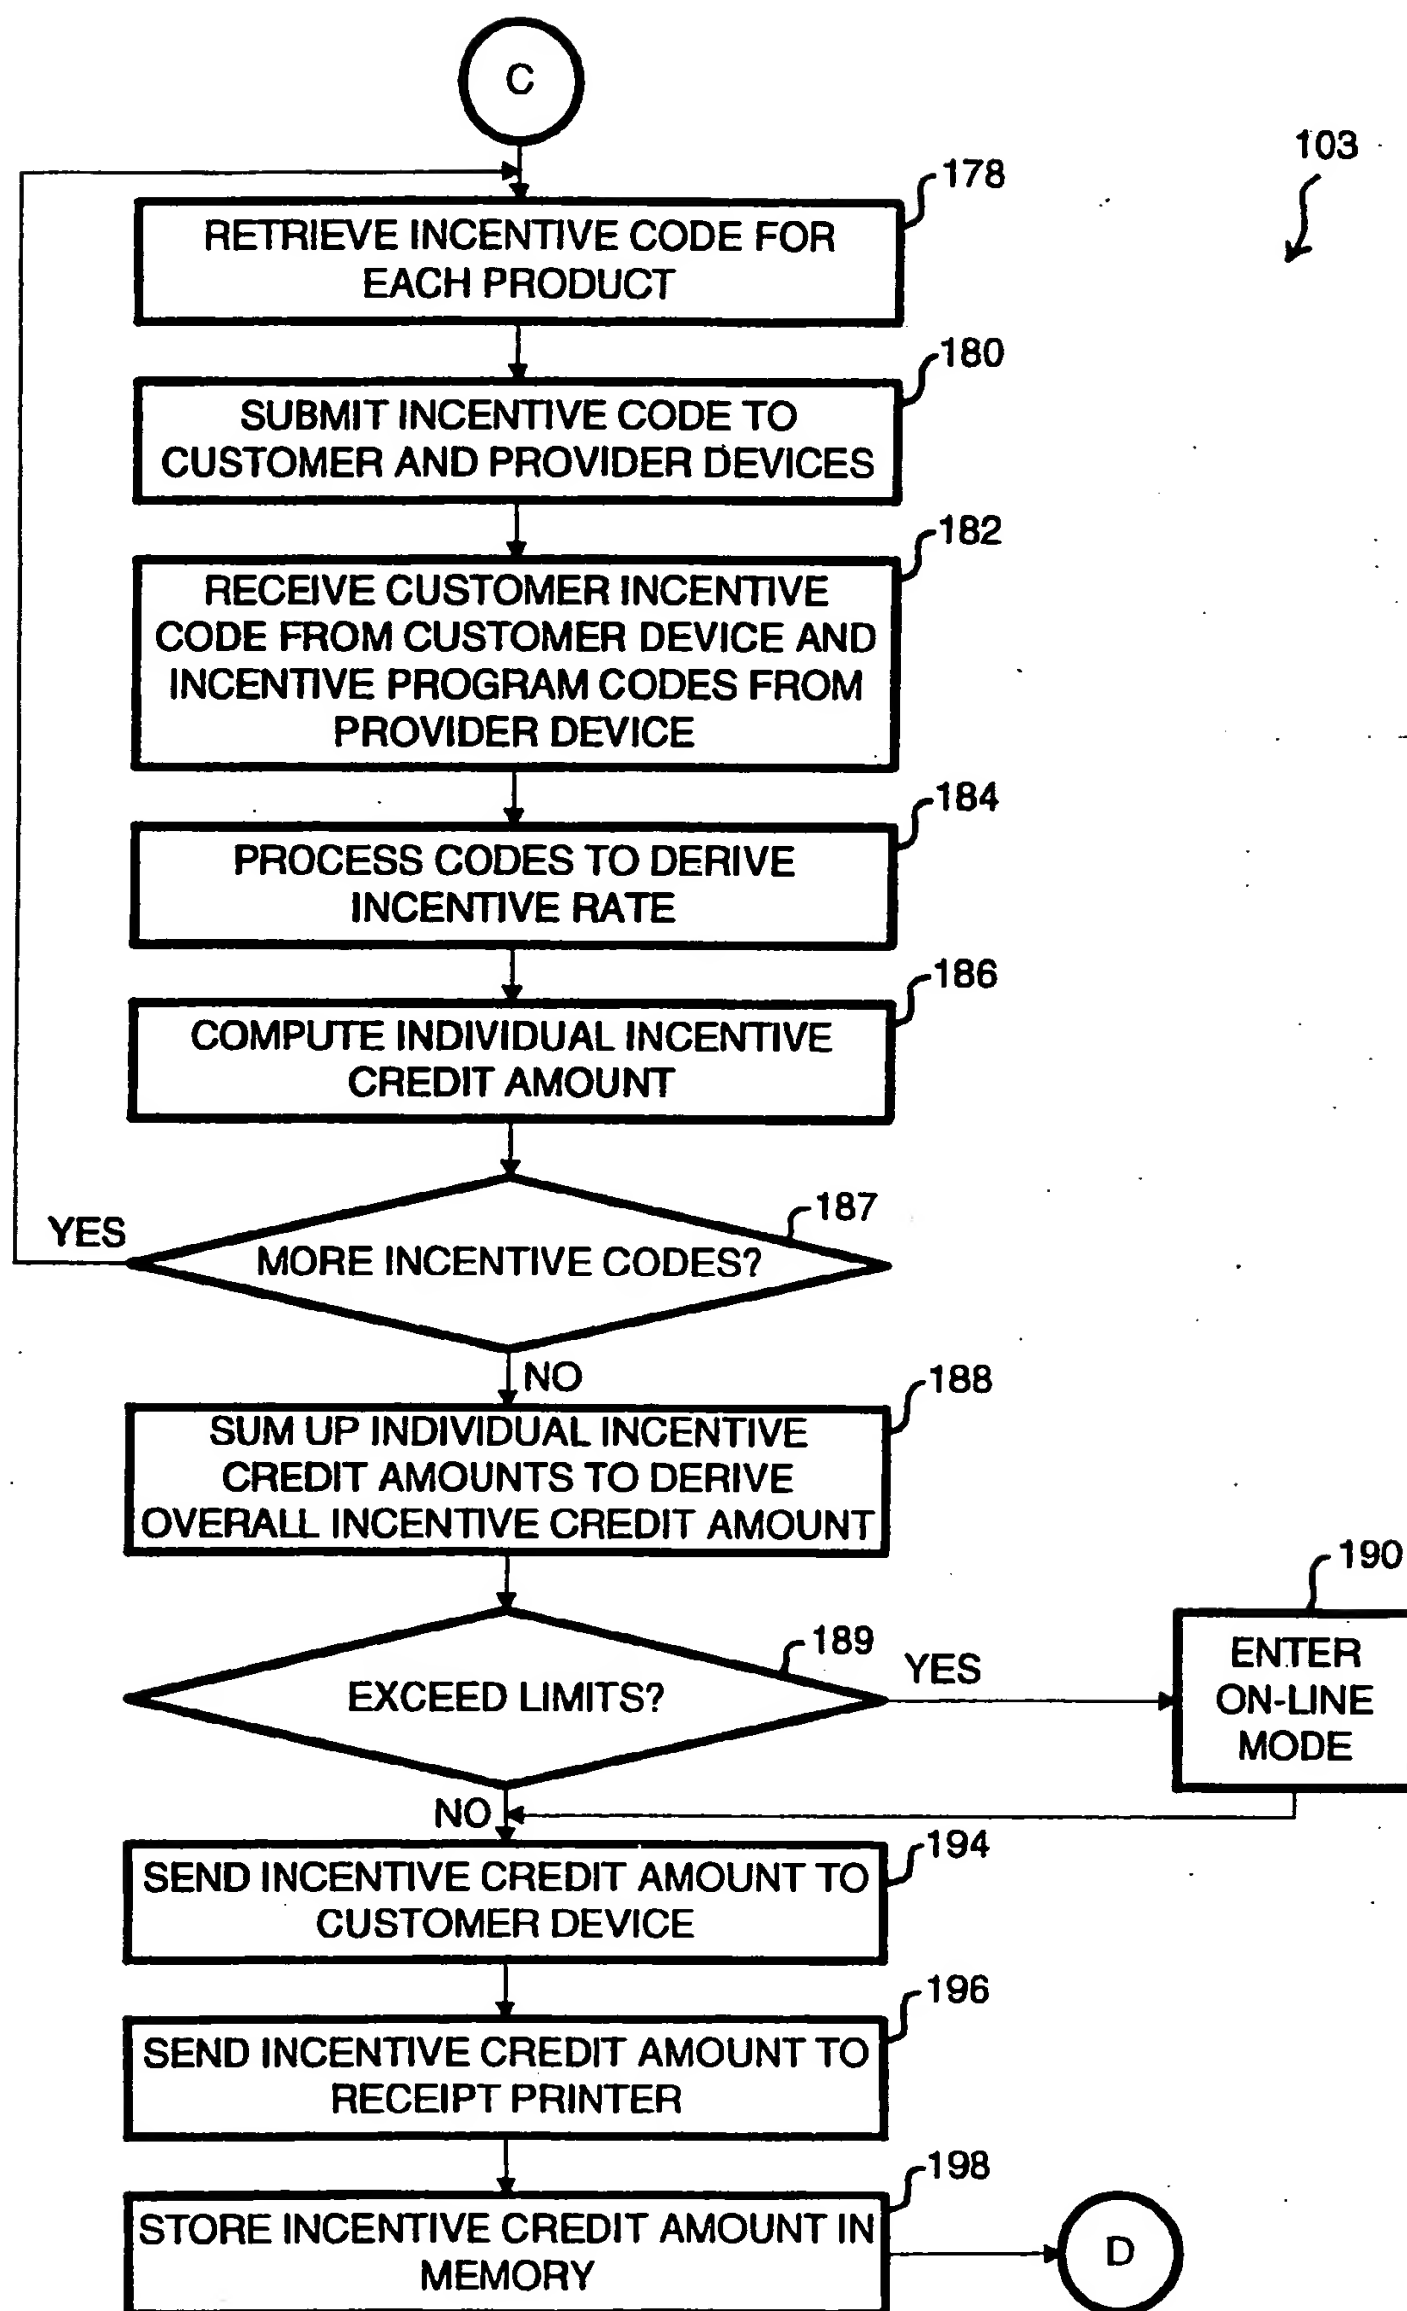 C
103
178
RETRIEVE INCENTIVE CODE FOR
EACH PRODUCT
180
SUBMIT INCENTIVE CODE TO
CUSTOMER AND PROVIDER DEVICES
182
RECEIVE CUSTOMER INCENTIVE
CODE FROM CUSTOMER DEVICE AND
INCENTIVE PROGRAM CODES FROM
PROVIDER DEVICE
184
PROCESS CODES TO DERIVE
INCENTIVE RATE
186
COMPUTE INDIVIDUAL INCENTIVE
CREDIT AMOUNT
187
YES
MORE INCENTIVE CODES?
NO
188
SUM UP INDIVIDUAL INCENTIVE
CREDIT AMOUNTS TO DERIVE
OVERALL INCENTIVE CREDIT AMOUNT
190
189
YES
EXCEED LIMITS?
ENTER
ON-LINE
MODE
NO
194
SEND INCENTIVE CREDIT AMOUNT TO
CUSTOMER DEVICE
196
SEND INCENTIVE CREDIT AMOUNT TO
RECEIPT PRINTER
198
STORE INCENTIVE CREDIT AMOUNT IN
MEMORY
D